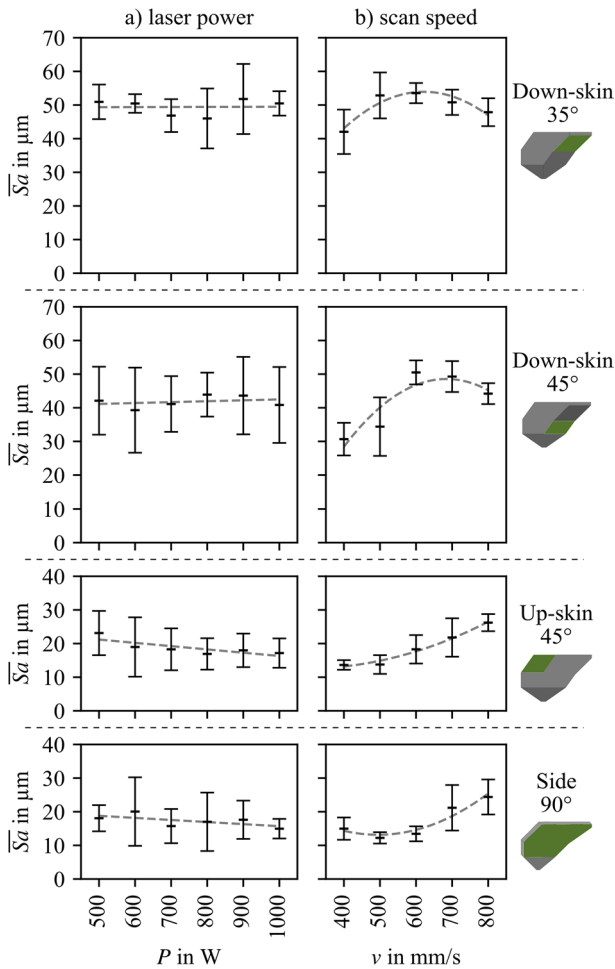 a) laser power b) scan speed
70
60
50
40
30
20
10
0
Sa in µm
Down-skin
35°
70
60
50
40
30
20
10
0
Sa in µm
Down-skin
45°
40
30
20
10
0
Sa in µm
Up-skin
45°
40
30
20
10
0
Sa in µm
Side
90°
500 600 700 800 900 1000 400 500 600 700 800
P in W v in mm/s